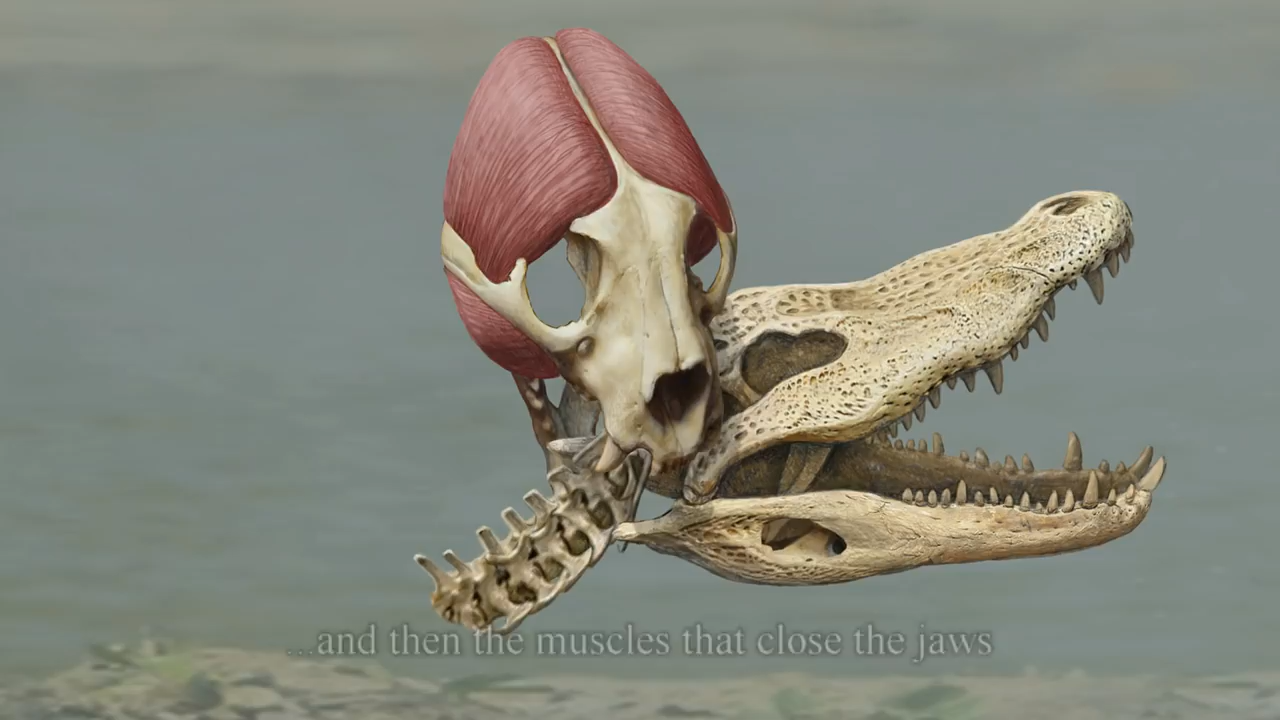 ...and then the muscles that close the jaws